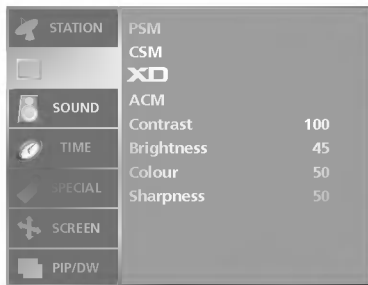 STATION
SOUND
TIME
SPECIAL
SCREEN
PIP/DW
PSM
CSM
XD
ACM
Contrast 100
Brightness 45
Colour 50
Sharpness 50